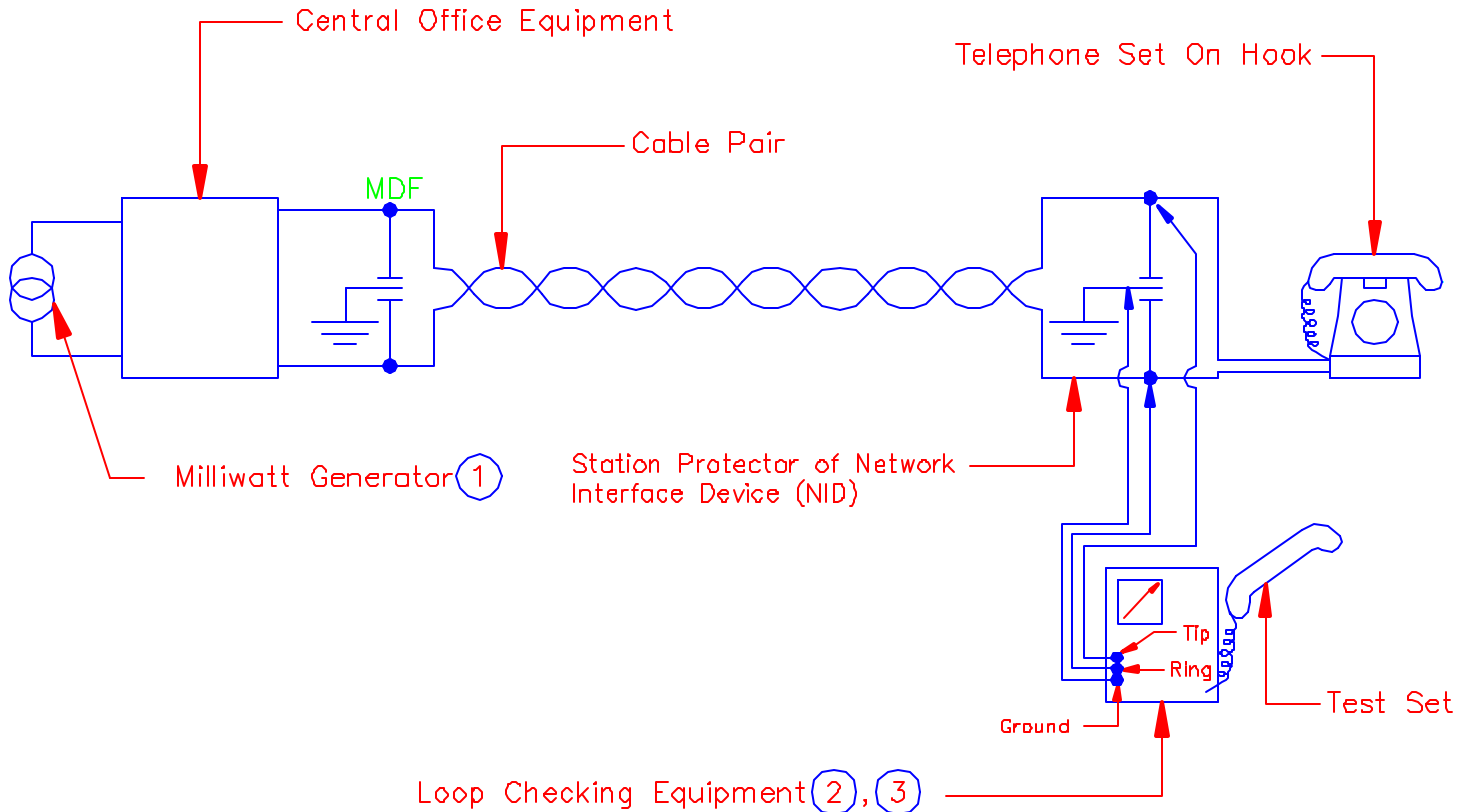 Central Office Equipment
Telephone Set On Hook
Cable Pair
MDF
Milliwatt Generator 1
Station Protector of Network
Interface Device (NID)
Tip
Ring
Ground
Test Set
Loop Checking Equipment 2, 3